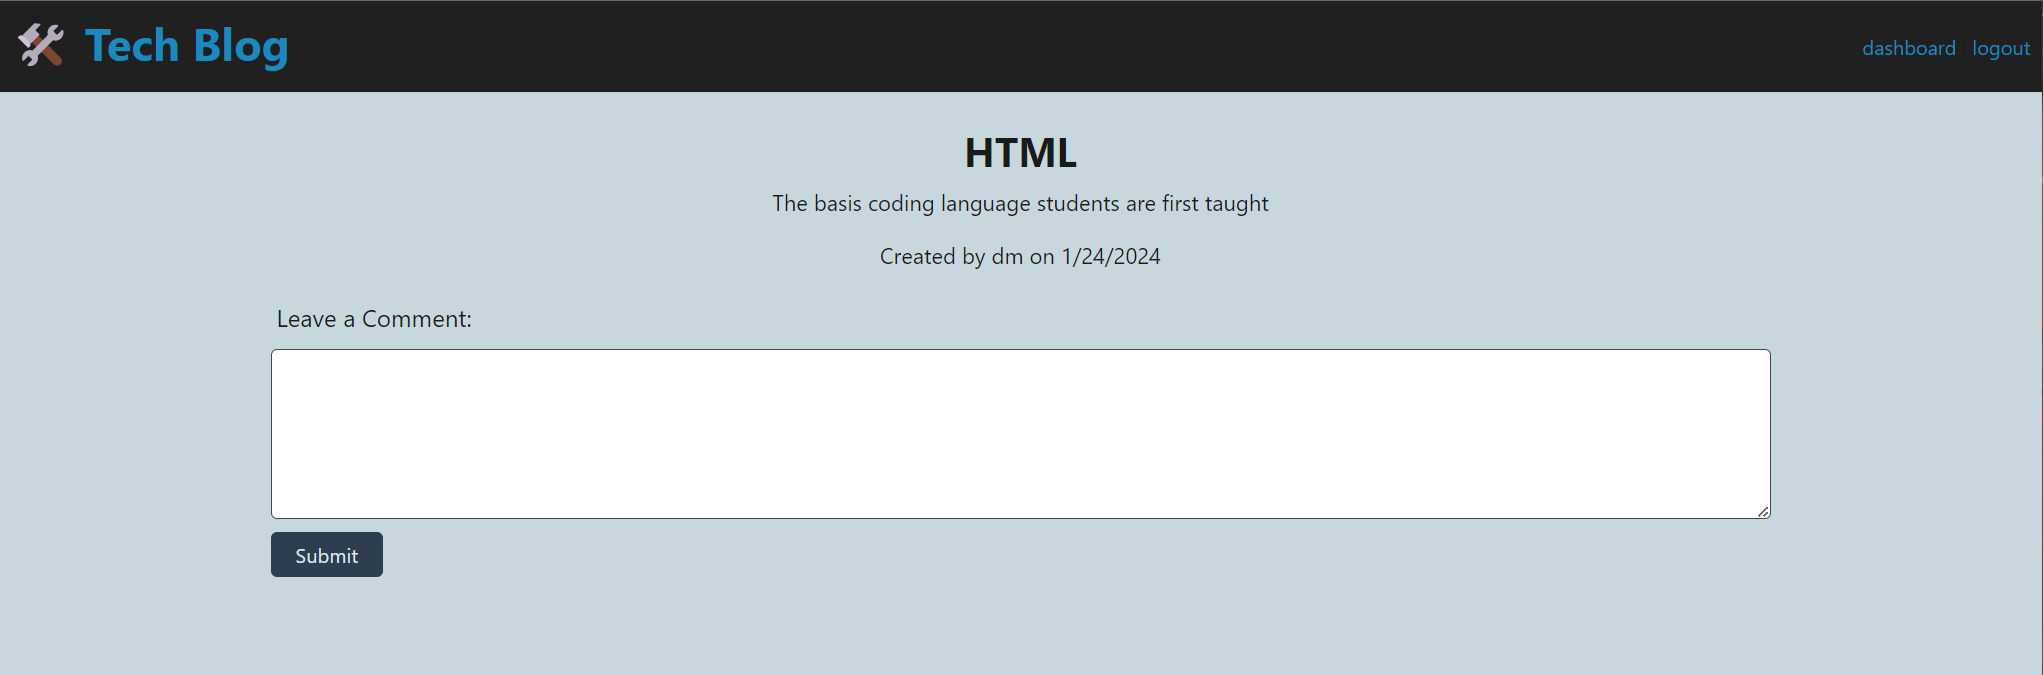 Tech Blog
dashboard logout
HTML
The basis coding language students are first taught
Created by dm on 1/24/2024
Leave a Comment:
Submit